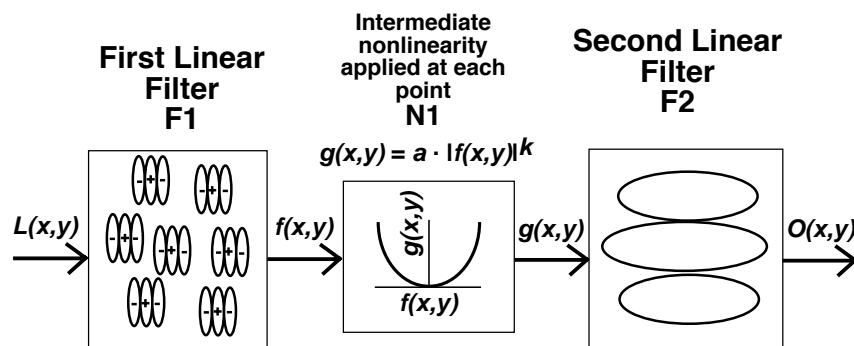 First Linear
Filter
F1
Intermediate
nonlinearity
applied at each
point
N1
g(x,y) = a · |f(x,y)|^k
Second Linear
Filter
F2
L(x,y)
- + -
- + -
- + -
- + -
- + -
- + -
- + -
f(x,y)
g(x,y)
f(x,y)
g(x,y)
O(x,y)